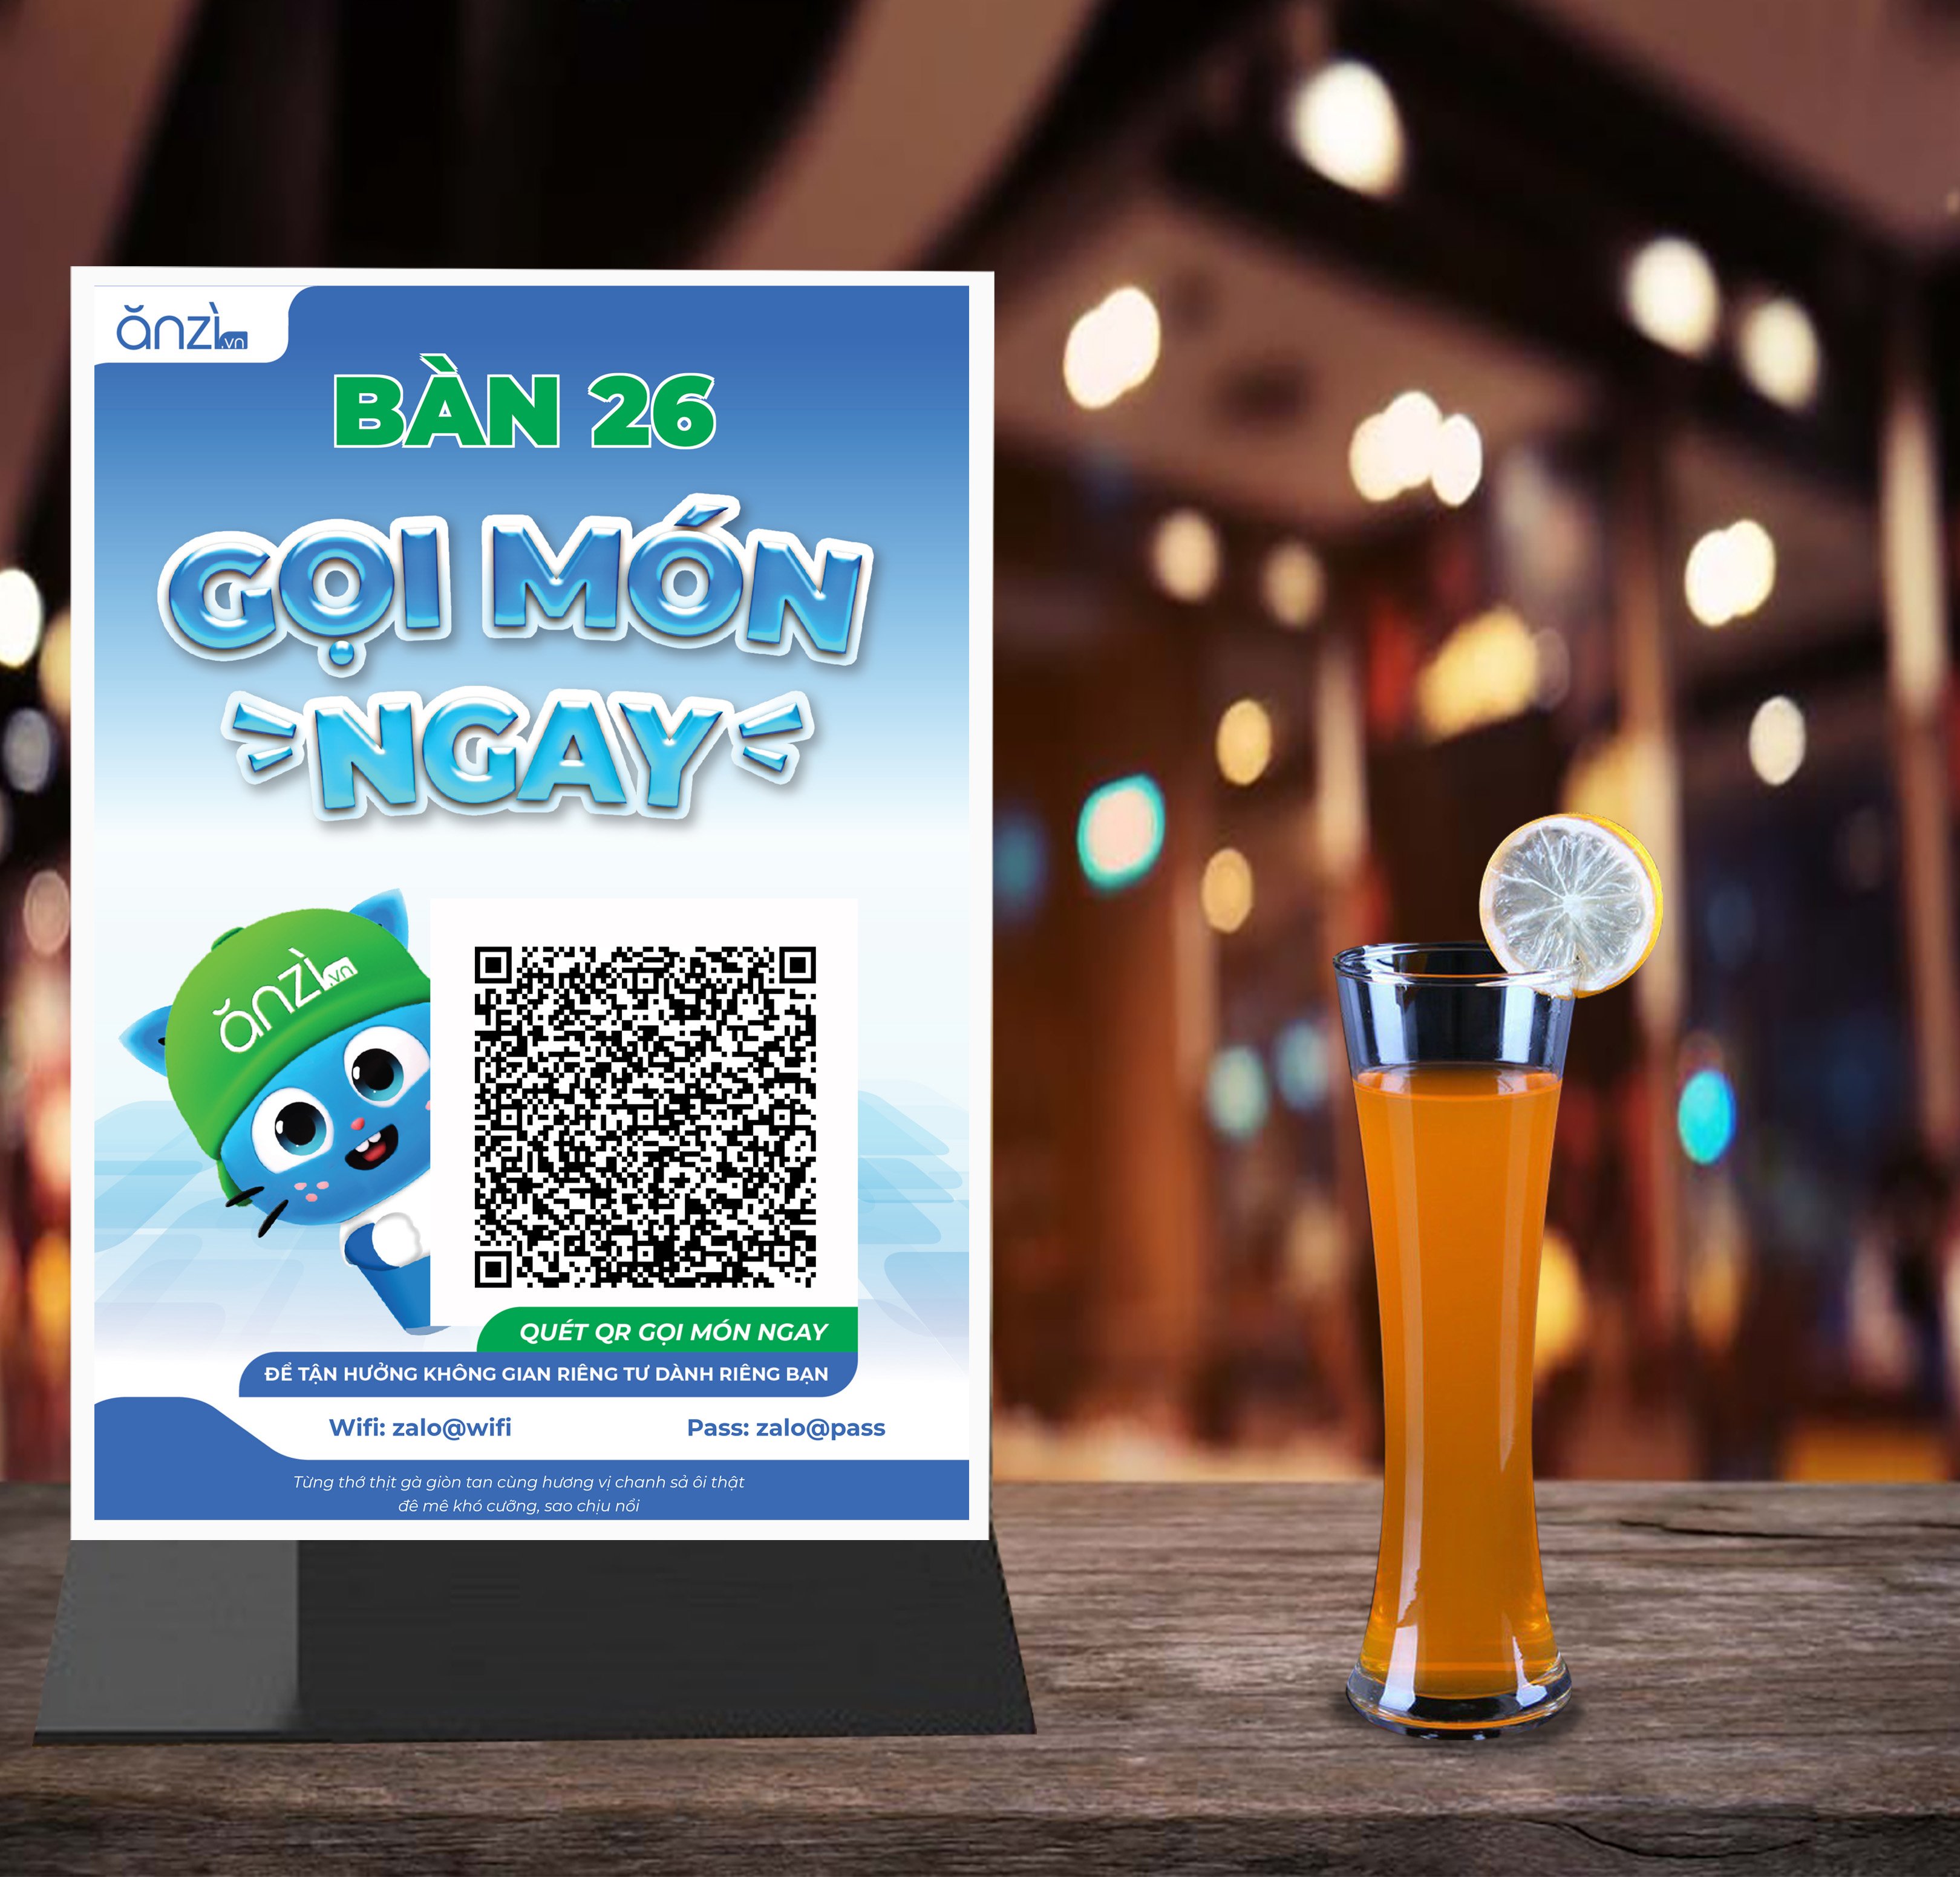 ănzì.vn
BÀN 26
GỌI MÓN
NGAY
ănzì.vn
QUÉT QR GỌI MÓN NGAY
ĐỂ TẬN HƯỞNG KHÔNG GIAN RIÊNG TƯ DÀNH RIÊNG BẠN
Wifi: zalo@wifi Pass: zalo@pass
Từng thớ thịt gà giòn tan cùng hương vị chanh sả ôi thật
đê mê khó cưỡng, sao chịu nổi